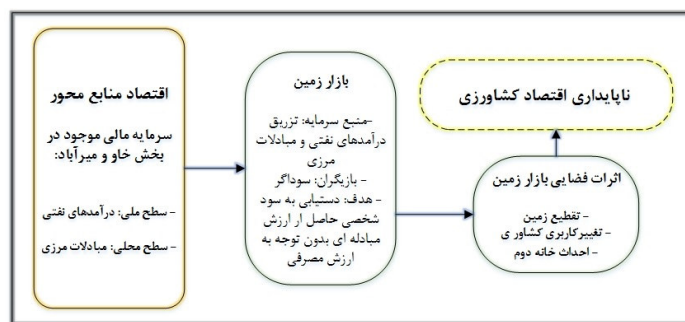 اقتصاد منابع محور
سرمایه مالی موجود در
بخش خاو و میرآباد:
- سطح ملی: درآمدهای نفتی
- سطح محلی: مبادلات مرزی
بازار زمین
-منبع سرمایه: تزریق
درآمدهای نفتی و مبادلات
مرزی
- بازیگران: سوداگر
- هدف: دستیابی به سود
شخصی حاصل ار ارزش
مبادله ای بدون توجه به
ارزش مصرفی
ناپایداری اقتصاد کشاورزی
اثرات فضایی بازار زمین
- تقطیع زمین
- تغییرکاربری کشاور ی
- احداث خانه دوم